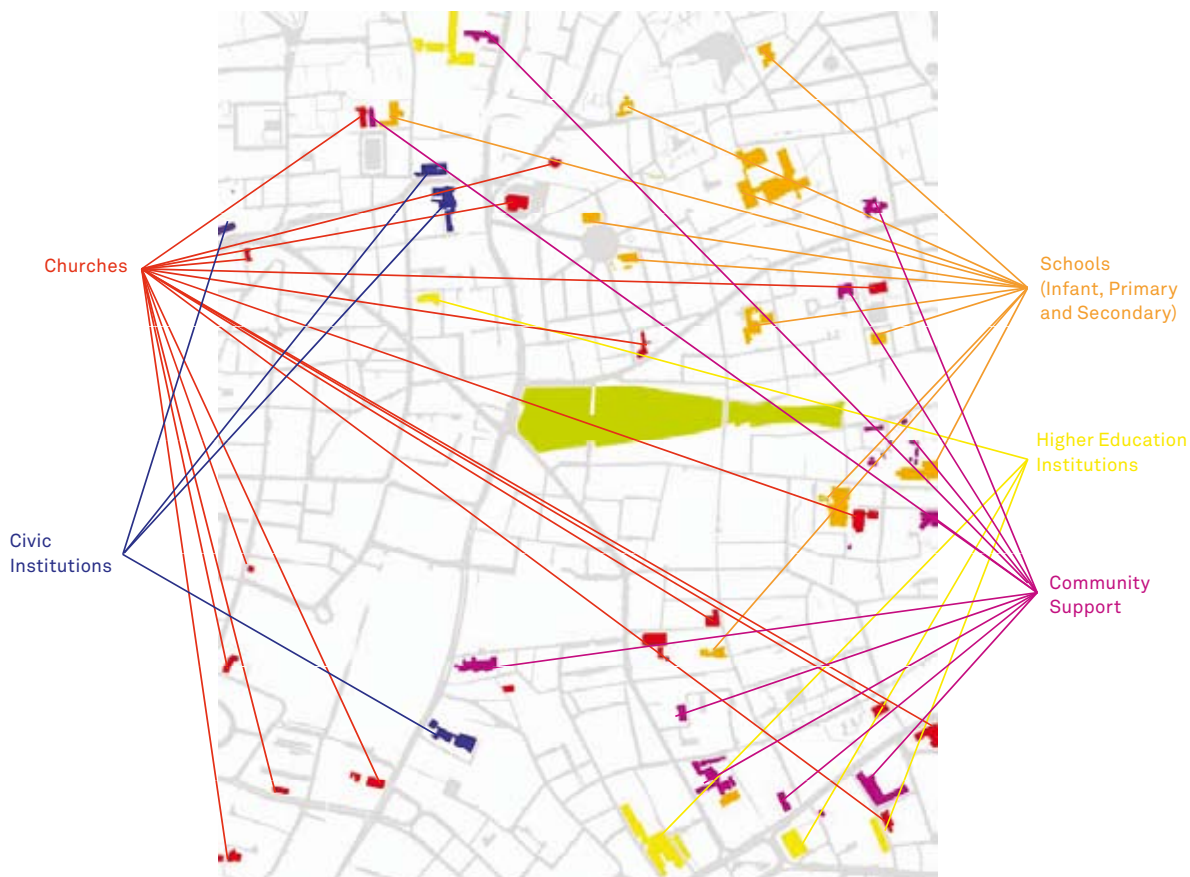 Churches
Schools
(Infant, Primary
and Secondary)
Higher Education
Institutions
Civic
Institutions
Community
Support